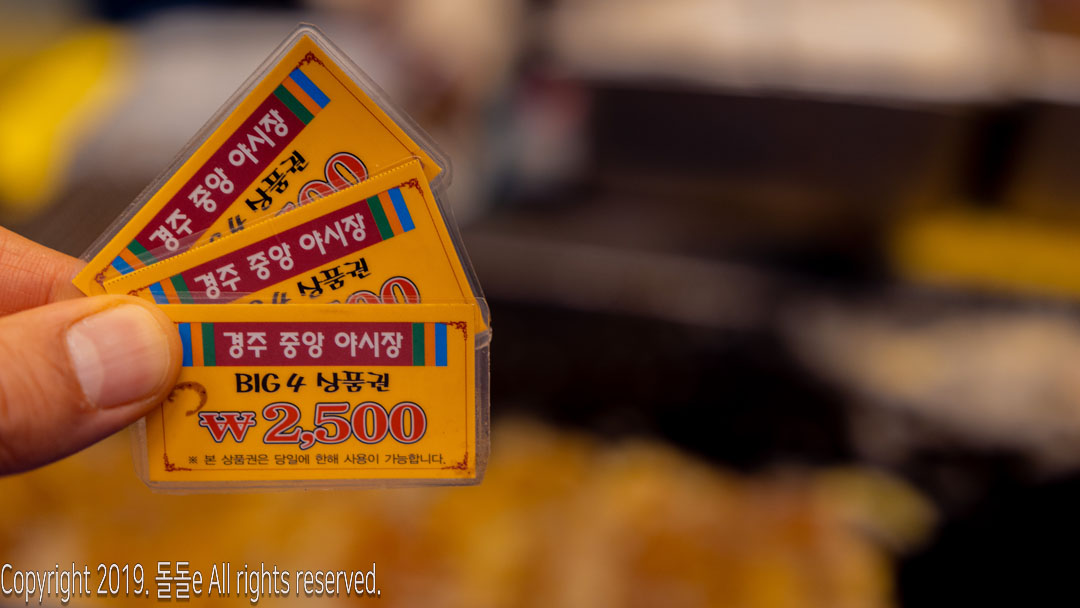 경주 중앙 야시장
상품권
00
경주 중앙 야시장
4 상품권
00
경주 중앙 야시장
BIG 4 상품권
₩2,500
※ 본 상품권은 당일에 한해 사용이 가능합니다.
Copyright 2019. 돌돌e All rights reserved.